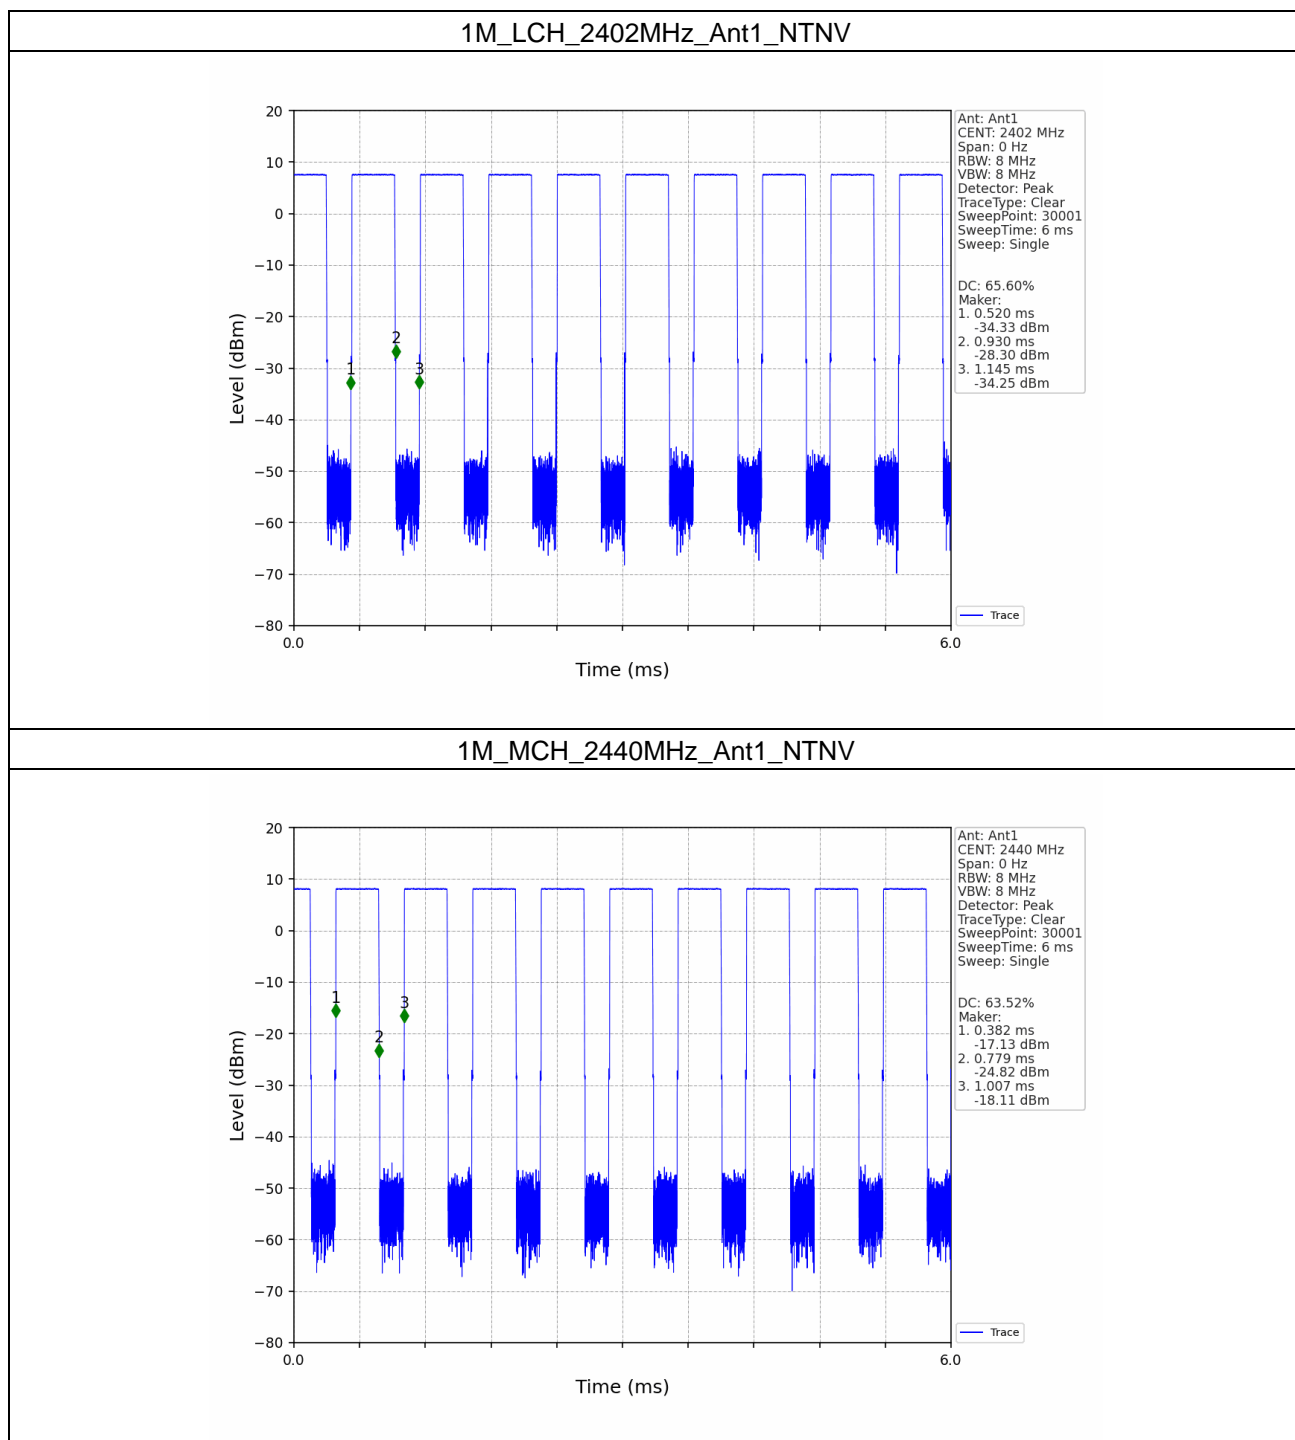 1M_LCH_2402MHz_Ant1_NTNV
20
10
0
−10
−20
−30
−40
−50
−60
−70
−80
Level (dBm)
0.0
6.0
Time (ms)
1
2
3
Ant: Ant1
CENT: 2402 MHz
Span: 0 Hz
RBW: 8 MHz
VBW: 8 MHz
Detector: Peak
TraceType: Clear
SweepPoint: 30001
SweepTime: 6 ms
Sweep: Single
DC: 65.60%
Maker:
1. 0.520 ms
-34.33 dBm
2. 0.930 ms
-28.30 dBm
3. 1.145 ms
-34.25 dBm
Trace
1M_MCH_2440MHz_Ant1_NTNV
20
10
0
−10
−20
−30
−40
−50
−60
−70
−80
Level (dBm)
0.0
6.0
Time (ms)
1
2
3
Ant: Ant1
CENT: 2440 MHz
Span: 0 Hz
RBW: 8 MHz
VBW: 8 MHz
Detector: Peak
TraceType: Clear
SweepPoint: 30001
SweepTime: 6 ms
Sweep: Single
DC: 63.52%
Maker:
1. 0.382 ms
-17.13 dBm
2. 0.779 ms
-24.82 dBm
3. 1.007 ms
-18.11 dBm
Trace